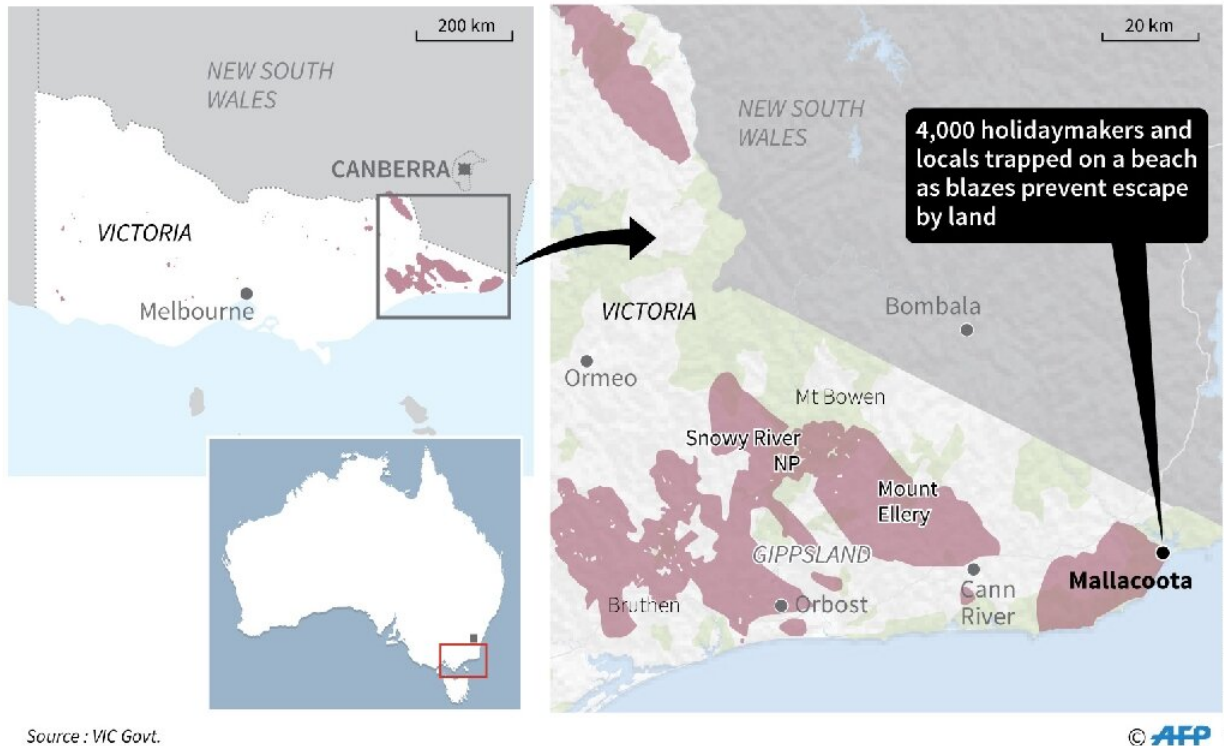 200 km
NEW SOUTH
WALES
CANBERRA
VICTORIA
Melbourne
20 km
NEW SOUTH
WALES
4,000 holidaymakers and
locals trapped on a beach
as blazes prevent escape
by land
VICTORIA
Bombala
Ormeo
Mt Bowen
Snowy River
NP
Mount
Ellery
GIPPSLAND
Mallacoota
Bruthen
Orbost
Cann
River
Source : VIC Govt.
© AFP